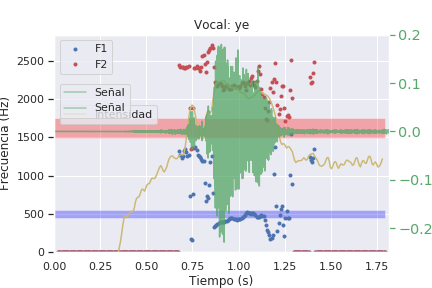 Vocal: ye
F1
F2
Señal
Señal
Intensidad
Frecuencia (Hz)
0
500
1000
1500
2000
2500
0.2
0.1
0.0
-0.1
-0.2
0.00 0.25 0.50 0.75 1.00 1.25 1.50 1.75
Tiempo (s)